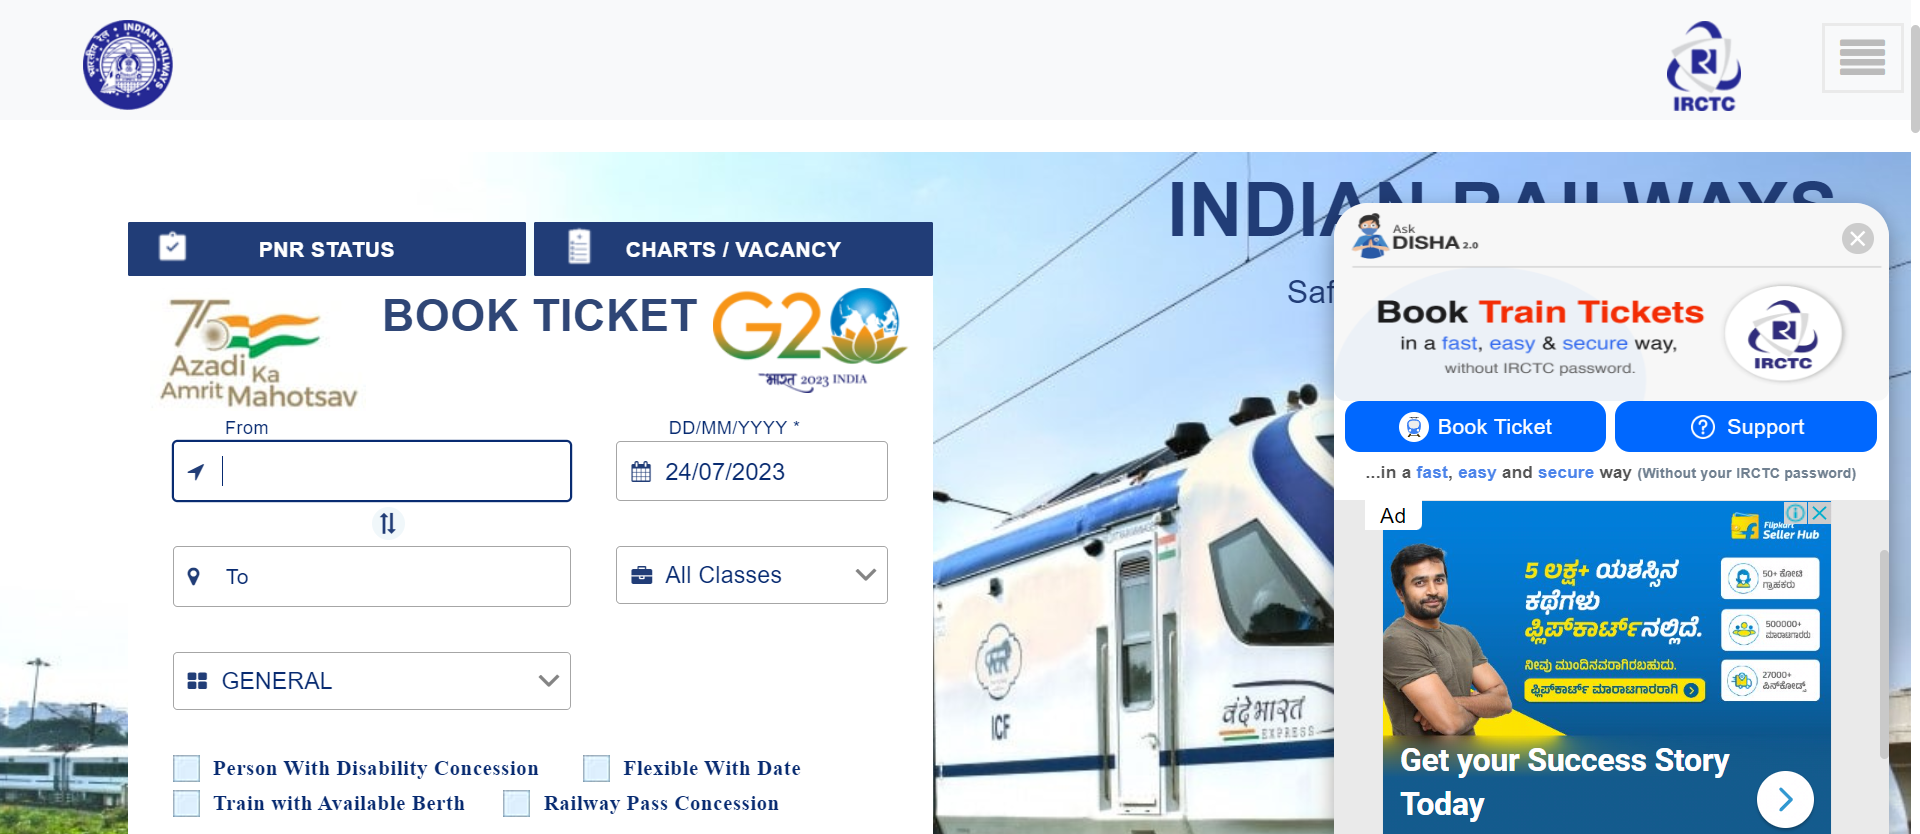 भारतीय रेल INDIAN RAILWAYS
IRCTC
INDIAN RAILWAYS
PNR STATUS
CHARTS / VACANCY
BOOK TICKET
75
Azadi Ka
Amrit Mahotsav
G20
भारत 2023 INDIA
From
DD/MM/YYYY *
24/07/2023
To
All Classes
GENERAL
Person With Disability Concession
Flexible With Date
Train with Available Berth
Railway Pass Concession
Saf
ICF
वंदे भारत
EXPRESS
Ask
DISHA 2.0
Book Train Tickets
in a fast, easy & secure way,
without IRCTC password.
IRCTC
Book Ticket
Support
...in a fast, easy and secure way (Without your IRCTC password)
Ad
Flipkart
Seller Hub
5 ಲಕ್ಷ+ ಯಶಸ್ಸಿನ
ಕಥೆಗಳು
ಫ್ಲಿಪ್‌ಕಾರ್ಟ್‌ನಲ್ಲಿದೆ.
ನೀವು ಮುಂದಿನವರಾಗಿರಬಹುದು.
ಫ್ಲಿಪ್‌ಕಾರ್ಟ್ ಮಾರಾಟಗಾರರಾಗಿ
50+ ಕೋಟಿ
ಗ್ರಾಹಕರು
500000+
ಮಾರಾಟಗಾರರು
27000+
ಪಿನ್‌ಕೋಡ್ಸ್
Get your Success Story
Today